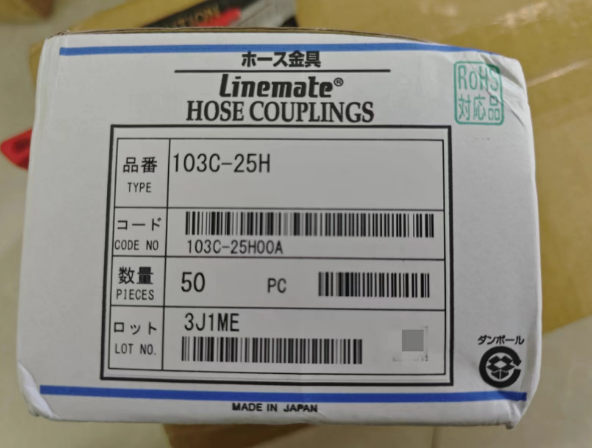 ホース金具
Linemate®
HOSE COUPLINGS
RoHS
対応品
品番
TYPE
103C-25H
コード
CODE NO
103C-25H00A
数量
PIECES
50 PC
ロット
LOT NO.
3J1ME
ダンボール
MADE IN JAPAN